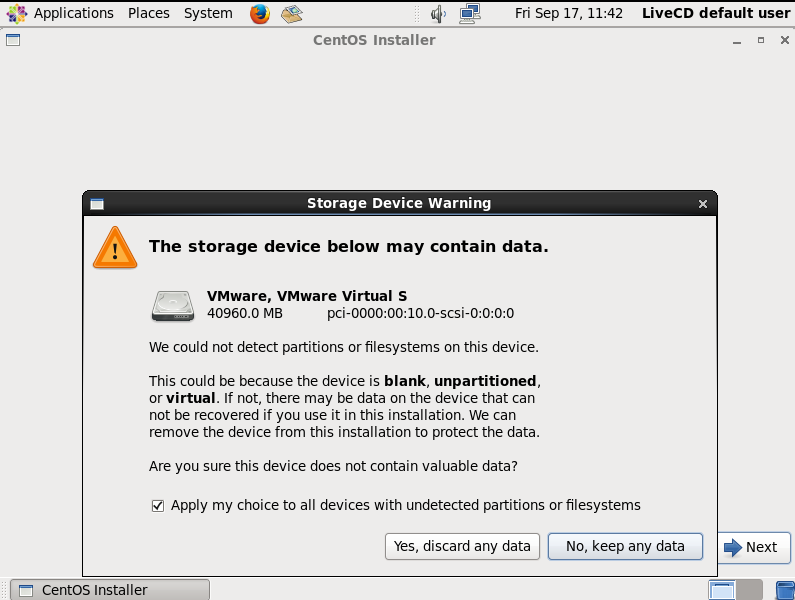 Applications Places System Fri Sep 17, 11:42 LiveCD default user
CentOS Installer
Storage Device Warning
The storage device below may contain data.
VMware, VMware Virtual S
40960.0 MB pci-0000:00:10.0-scsi-0:0:0:0
We could not detect partitions or filesystems on this device.
This could be because the device is blank, unpartitioned,
or virtual. If not, there may be data on the device that can
not be recovered if you use it in this installation. We can
remove the device from this installation to protect the data.
Are you sure this device does not contain valuable data?
Apply my choice to all devices with undetected partitions or filesystems
Yes, discard any data No, keep any data Next
CentOS Installer